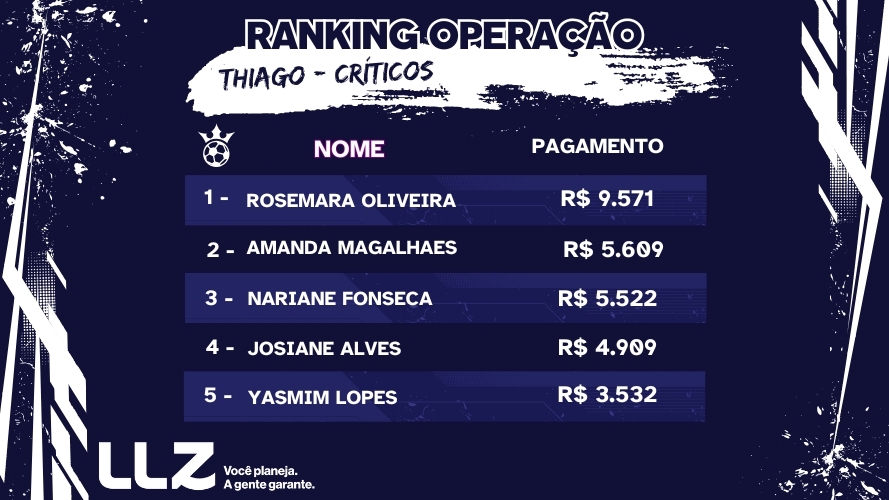 RANKING OPERAÇÃO
THIAGO - CRÍTICOS
NOME PAGAMENTO
1 - ROSEMARA OLIVEIRA R$ 9.571
2 - AMANDA MAGALHAES R$ 5.609
3 - NARIANE FONSECA R$ 5.522
4 - JOSIANE ALVES R$ 4.909
5 - YASMIM LOPES R$ 3.532
LLZ
Você planeja.
A gente garante.